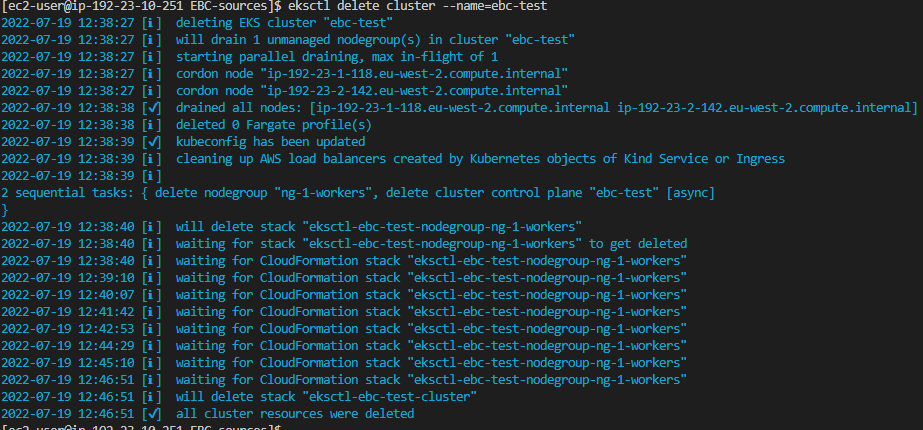 [ec2-user@ip-192-23-10-251 EBC-sources]$ eksctl delete cluster --name=ebc-test
2022-07-19 12:38:27 [ℹ]  deleting EKS cluster "ebc-test"
2022-07-19 12:38:27 [ℹ]  will drain 1 unmanaged nodegroup(s) in cluster "ebc-test"
2022-07-19 12:38:27 [ℹ]  starting parallel draining, max in-flight of 1
2022-07-19 12:38:27 [ℹ]  cordon node "ip-192-23-1-118.eu-west-2.compute.internal"
2022-07-19 12:38:27 [ℹ]  cordon node "ip-192-23-2-142.eu-west-2.compute.internal"
2022-07-19 12:38:38 [✔]  drained all nodes: [ip-192-23-1-118.eu-west-2.compute.internal ip-192-23-2-142.eu-west-2.compute.internal]
2022-07-19 12:38:38 [ℹ]  deleted 0 Fargate profile(s)
2022-07-19 12:38:39 [✔]  kubeconfig has been updated
2022-07-19 12:38:39 [ℹ]  cleaning up AWS load balancers created by Kubernetes objects of Kind Service or Ingress
2022-07-19 12:38:39 [ℹ]
2 sequential tasks: { delete nodegroup "ng-1-workers", delete cluster control plane "ebc-test" [async]
}
2022-07-19 12:38:40 [ℹ]  will delete stack "eksctl-ebc-test-nodegroup-ng-1-workers"
2022-07-19 12:38:40 [ℹ]  waiting for stack "eksctl-ebc-test-nodegroup-ng-1-workers" to get deleted
2022-07-19 12:38:40 [ℹ]  waiting for CloudFormation stack "eksctl-ebc-test-nodegroup-ng-1-workers"
2022-07-19 12:39:10 [ℹ]  waiting for CloudFormation stack "eksctl-ebc-test-nodegroup-ng-1-workers"
2022-07-19 12:40:07 [ℹ]  waiting for CloudFormation stack "eksctl-ebc-test-nodegroup-ng-1-workers"
2022-07-19 12:41:42 [ℹ]  waiting for CloudFormation stack "eksctl-ebc-test-nodegroup-ng-1-workers"
2022-07-19 12:42:53 [ℹ]  waiting for CloudFormation stack "eksctl-ebc-test-nodegroup-ng-1-workers"
2022-07-19 12:44:29 [ℹ]  waiting for CloudFormation stack "eksctl-ebc-test-nodegroup-ng-1-workers"
2022-07-19 12:45:10 [ℹ]  waiting for CloudFormation stack "eksctl-ebc-test-nodegroup-ng-1-workers"
2022-07-19 12:46:51 [ℹ]  waiting for CloudFormation stack "eksctl-ebc-test-nodegroup-ng-1-workers"
2022-07-19 12:46:51 [ℹ]  will delete stack "eksctl-ebc-test-cluster"
2022-07-19 12:46:51 [✔]  all cluster resources were deleted
[ec2-user@ip-192-23-10-251 EBC-sources]$